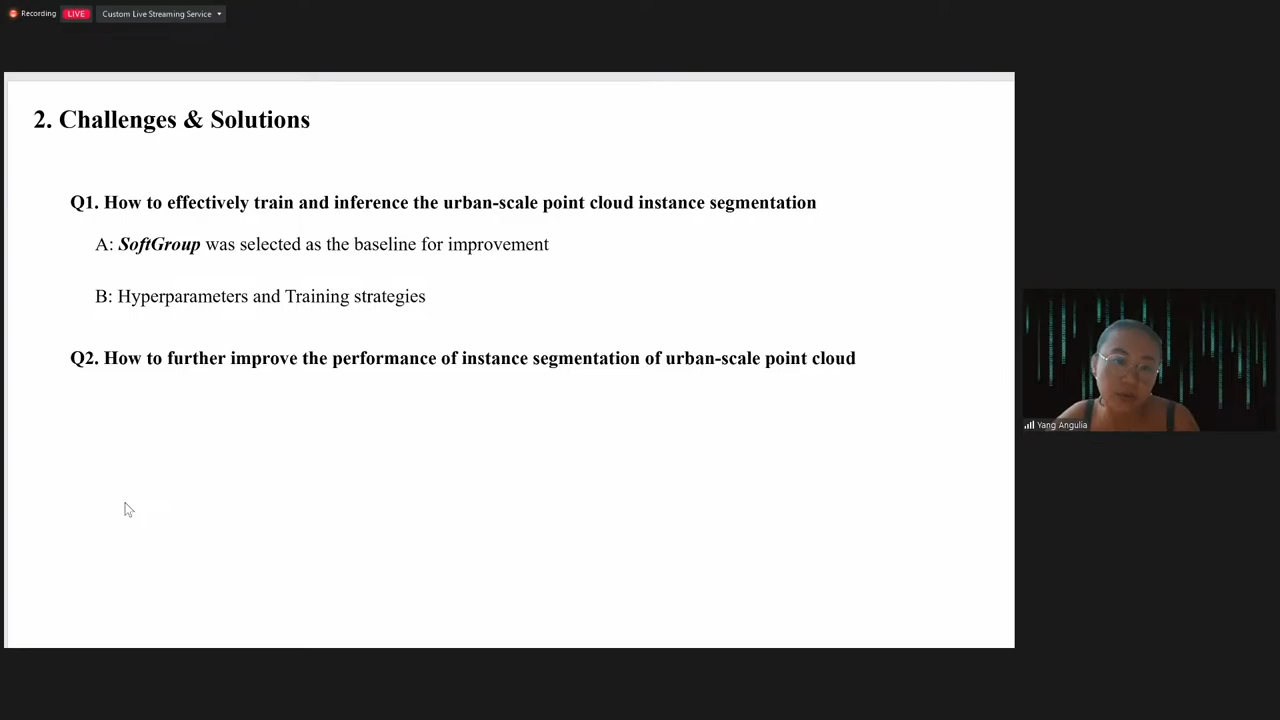 Recording
LIVE
Custom Live Streaming Service
2. Challenges & Solutions
Q1. How to effectively train and inference the urban-scale point cloud instance segmentation
A: SoftGroup was selected as the baseline for improvement
B: Hyperparameters and Training strategies
Q2. How to further improve the performance of instance segmentation of urban-scale point cloud
Yang Angulia